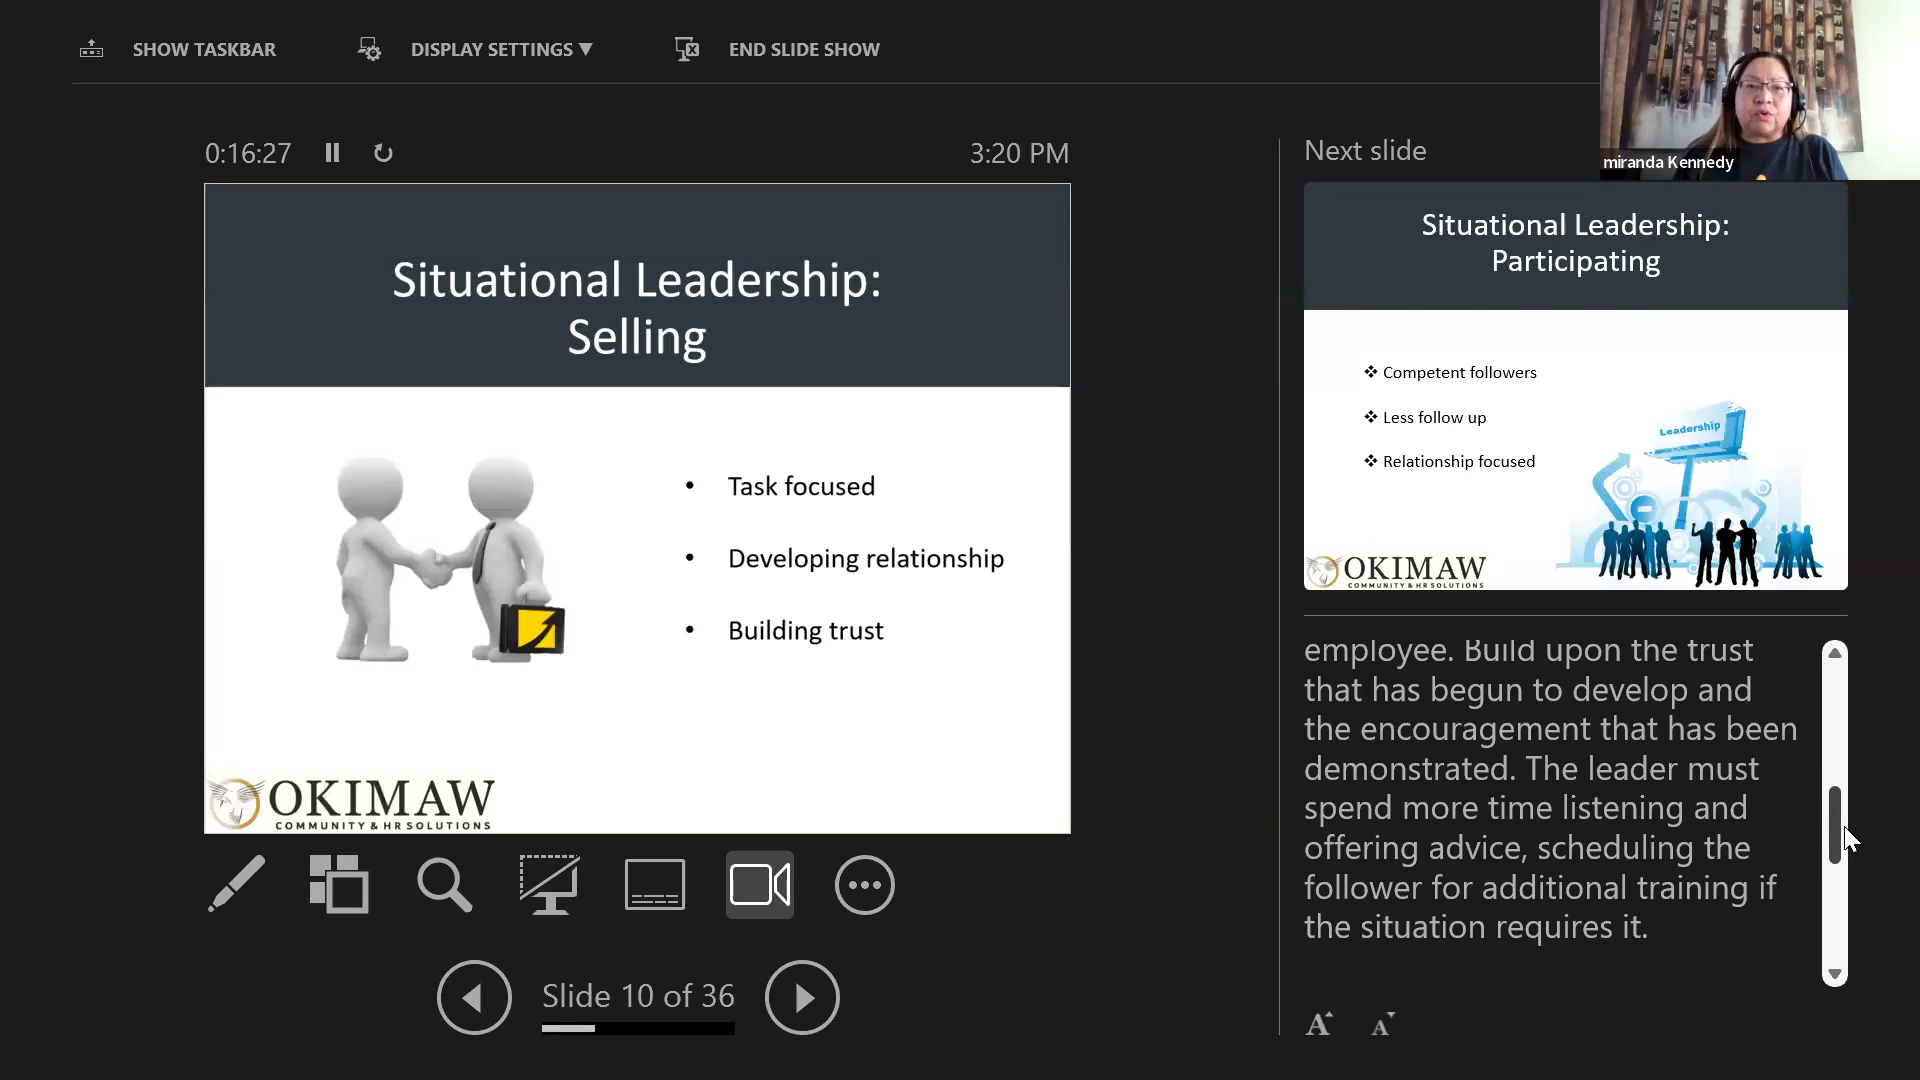 SHOW TASKBAR
DISPLAY SETTINGS ▼
END SLIDE SHOW
miranda Kennedy
0:16:27
3:20 PM
Situational Leadership:
Selling
• Task focused
• Developing relationship
• Building trust
OKIMAW
COMMUNITY & HR SOLUTIONS
Slide 10 of 36
Next slide
Situational Leadership:
Participating
❖ Competent followers
❖ Less follow up
❖ Relationship focused
Leadership
OKIMAW
COMMUNITY & HR SOLUTIONS
employee. Build upon the trust
that has begun to develop and
the encouragement that has been
demonstrated. The leader must
spend more time listening and
offering advice, scheduling the
follower for additional training if
the situation requires it.
A
A